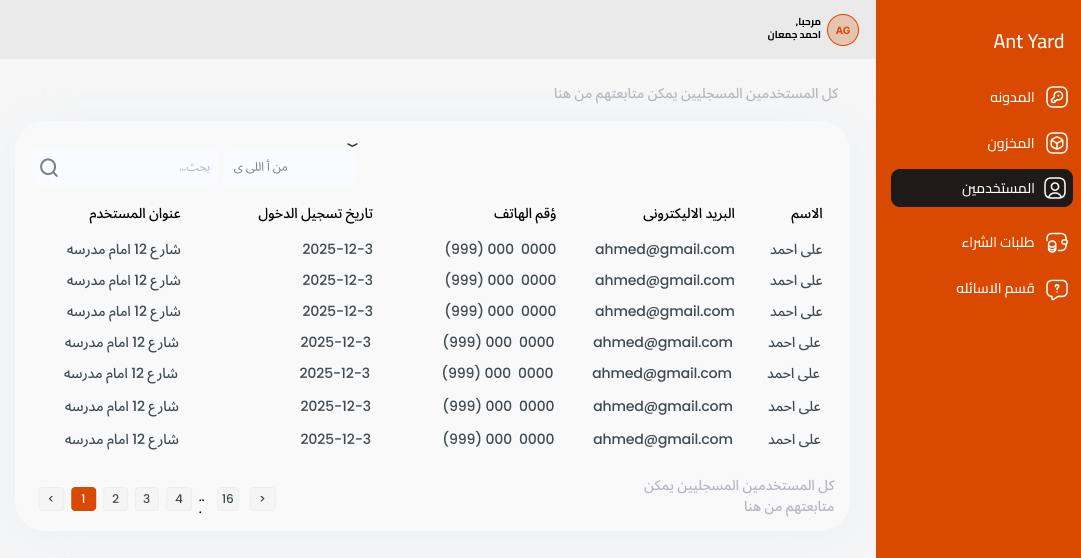 Ant Yard
المدونه
المخزون
المستخدمين
طلبات الشراء
قسم الاسائله
AG
مرحبا,
احمد جمعان
كل المستخدمين المسجليين يمكن متابعتهم من هنا
من أ اللى ى
بحث...
الاسم البريد الاليكترونى ؤقم الهاتف تاريخ تسجيل الدخول عنوان المستخدم
على احمد ahmed@gmail.com (999) 000 0000 2025-12-3 شارع 12 امام مدرسه
على احمد ahmed@gmail.com (999) 000 0000 2025-12-3 شارع 12 امام مدرسه
على احمد ahmed@gmail.com (999) 000 0000 2025-12-3 شارع 12 امام مدرسه
على احمد ahmed@gmail.com (999) 000 0000 2025-12-3 شارع 12 امام مدرسه
على احمد ahmed@gmail.com (999) 000 0000 2025-12-3 شارع 12 امام مدرسه
على احمد ahmed@gmail.com (999) 000 0000 2025-12-3 شارع 12 امام مدرسه
على احمد ahmed@gmail.com (999) 000 0000 2025-12-3 شارع 12 امام مدرسه
كل المستخدمين المسجليين يمكن
متابعتهم من هنا
< 1 2 3 4 ... 16 >